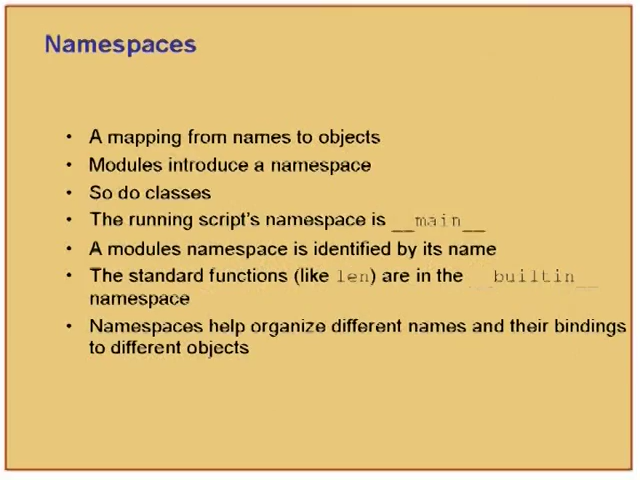 Namespaces
• A mapping from names to objects
• Modules introduce a namespace
• So do classes
• The running script's namespace is __main__
• A modules namespace is identified by its name
• The standard functions (like len) are in the __builtin__
namespace
• Namespaces help organize different names and their bindings
to different objects